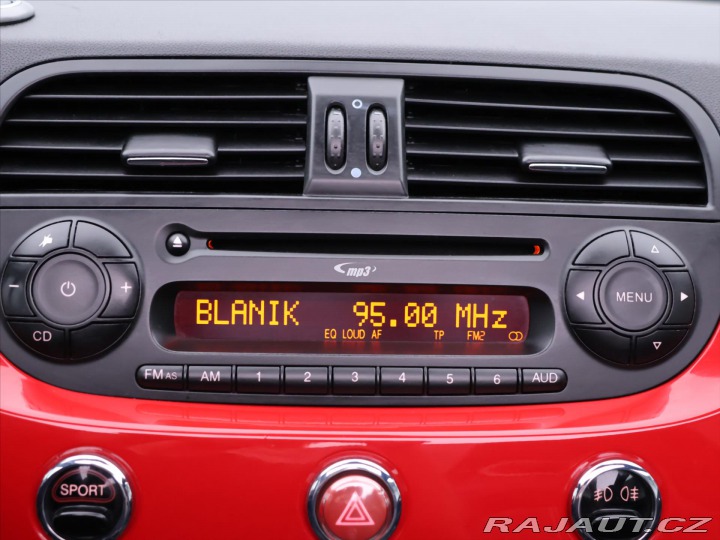 mp3
BLANIK 95.00 MHz
EQ LOUD AF TP FM2
CD
MENU
FM AS AM 1 2 3 4 5 6 AUD
SPORT
RAJAUT.CZ